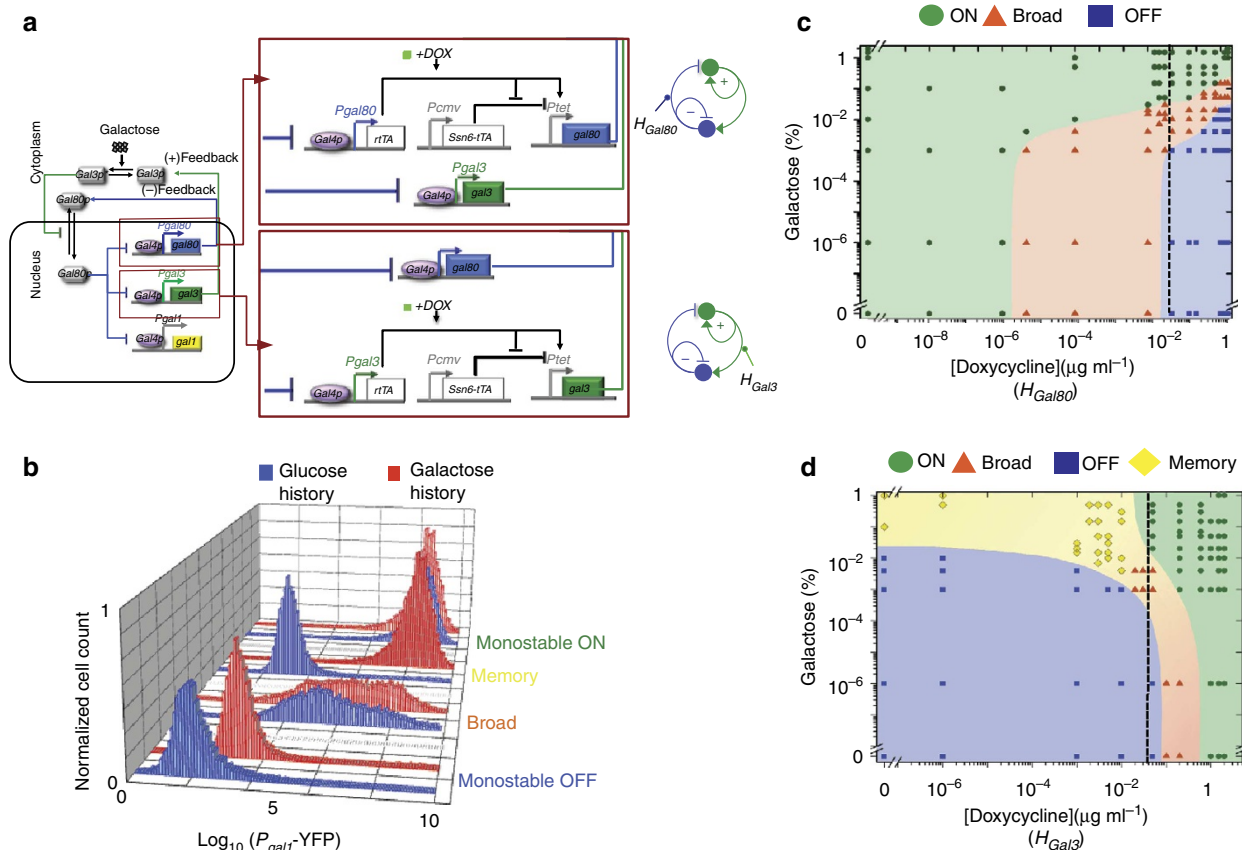 a
Cytoplasm
Galactose
Gal3p*
Gal3p
(+)Feedback
(−)Feedback
Gal80p
Nucleus
Gal80p
Pgal80
Gal4p
gal80
Pgal3
Gal4p
gal3
Pgal1
Gal4p
gal1
+DOX
Pgal80
Pcmv
Ptet
Gal4p
rtTA
Ssn6-tTA
gal80
Pgal3
Gal4p
gal3
Gal4p
gal80
+DOX
Pgal3
Pcmv
Ptet
Gal4p
rtTA
Ssn6-tTA
gal3
+
−
H_Gal80
+
−
H_Gal3
b
Glucose history
Galactose history
Normalized cell count
1
0
Monostable ON
Memory
Broad
Monostable OFF
0
5
10
Log₁₀ (P_gal1-YFP)
c
ON Broad OFF
Galactose (%)
1
10⁻²
10⁻⁴
10⁻⁶
0
0 10⁻⁸ 10⁻⁶ 10⁻⁴ 10⁻² 1
[Doxycycline](μg ml⁻¹)
(H_Gal80)
d
ON Broad OFF Memory
Galactose (%)
1
10⁻²
10⁻⁴
10⁻⁶
0
0 10⁻⁶ 10⁻⁴ 10⁻² 1
[Doxycycline](μg ml⁻¹)
(H_Gal3)